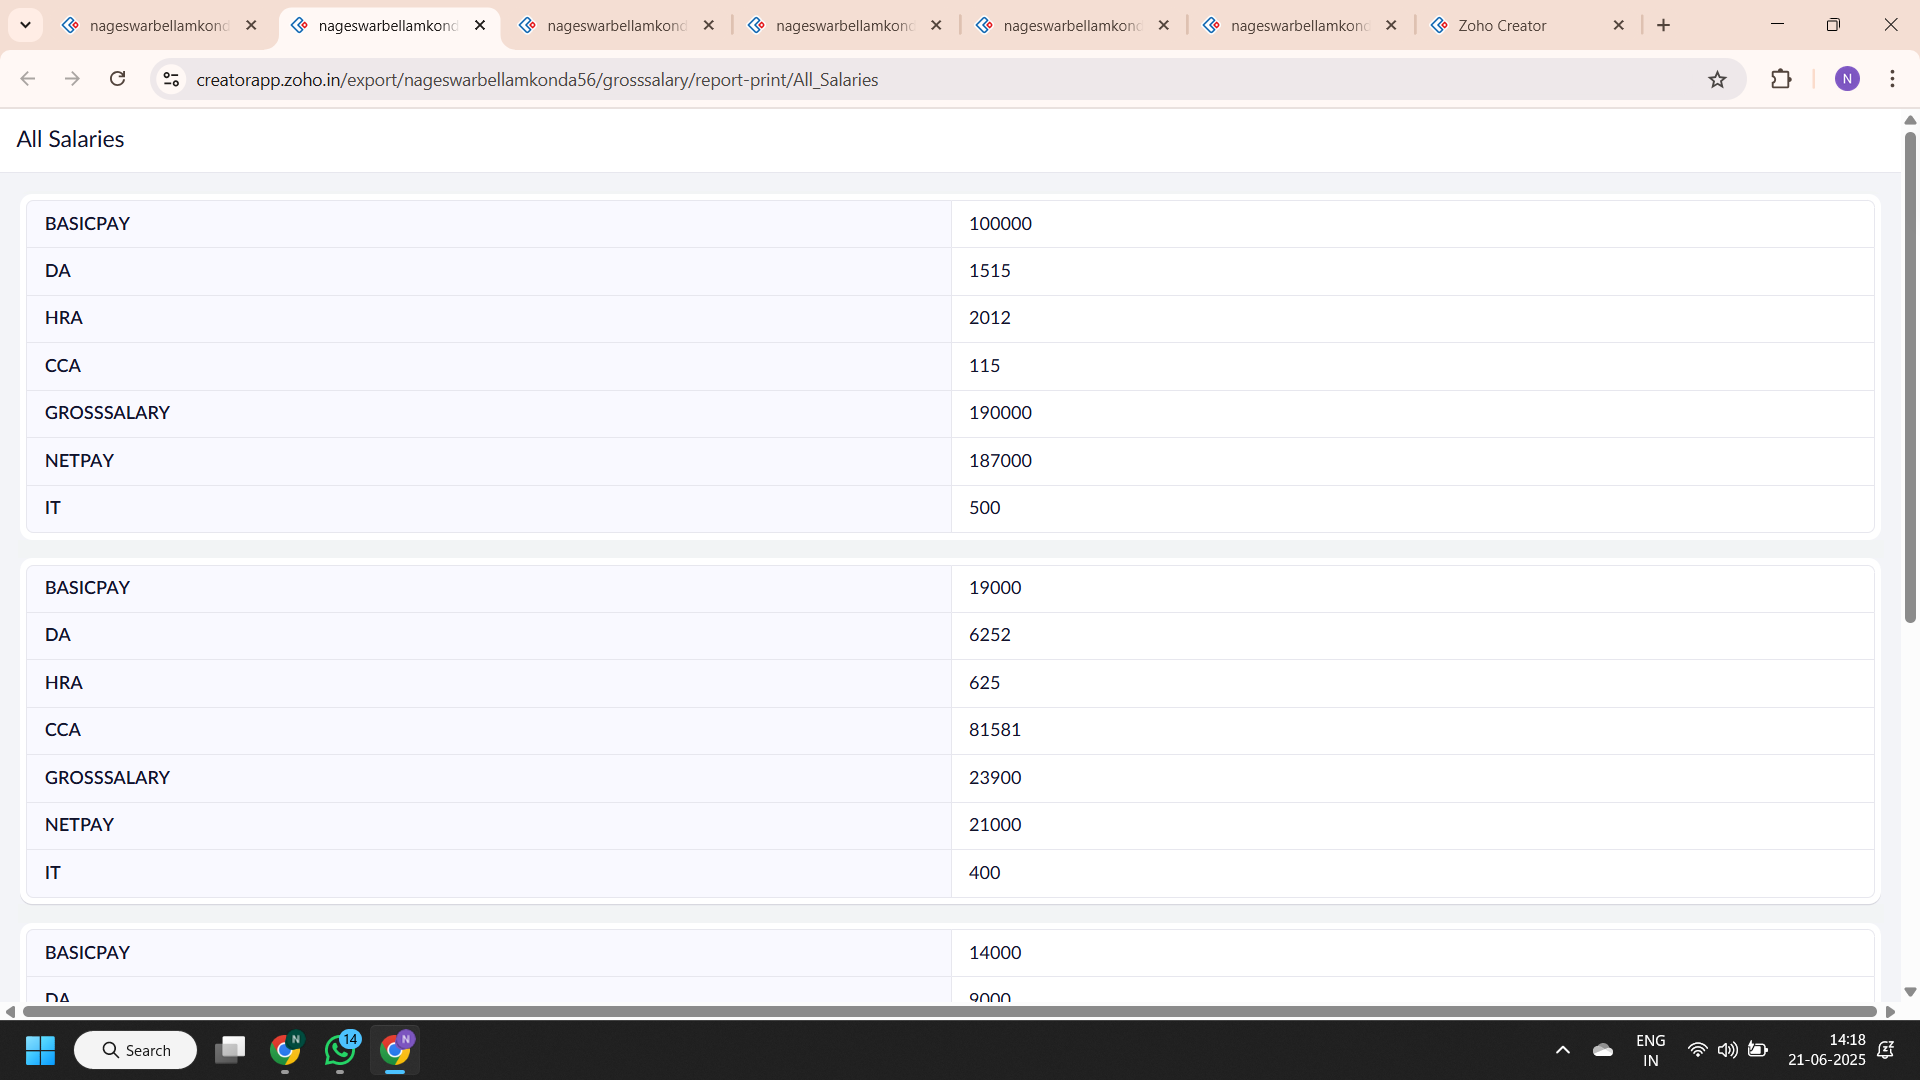 nageswarbellamkond
nageswarbellamkond
nageswarbellamkond
nageswarbellamkond
nageswarbellamkond
nageswarbellamkond
Zoho Creator
creatorapp.zoho.in/export/nageswarbellamkonda56/grosssalary/report-print/All_Salaries
N
All Salaries
BASICPAY 100000
DA 1515
HRA 2012
CCA 115
GROSSSALARY 190000
NETPAY 187000
IT 500
BASICPAY 19000
DA 6252
HRA 625
CCA 81581
GROSSSALARY 23900
NETPAY 21000
IT 400
BASICPAY 14000
DA 9000
Search
N
14
N
ENG
IN
14:18
21-06-2025